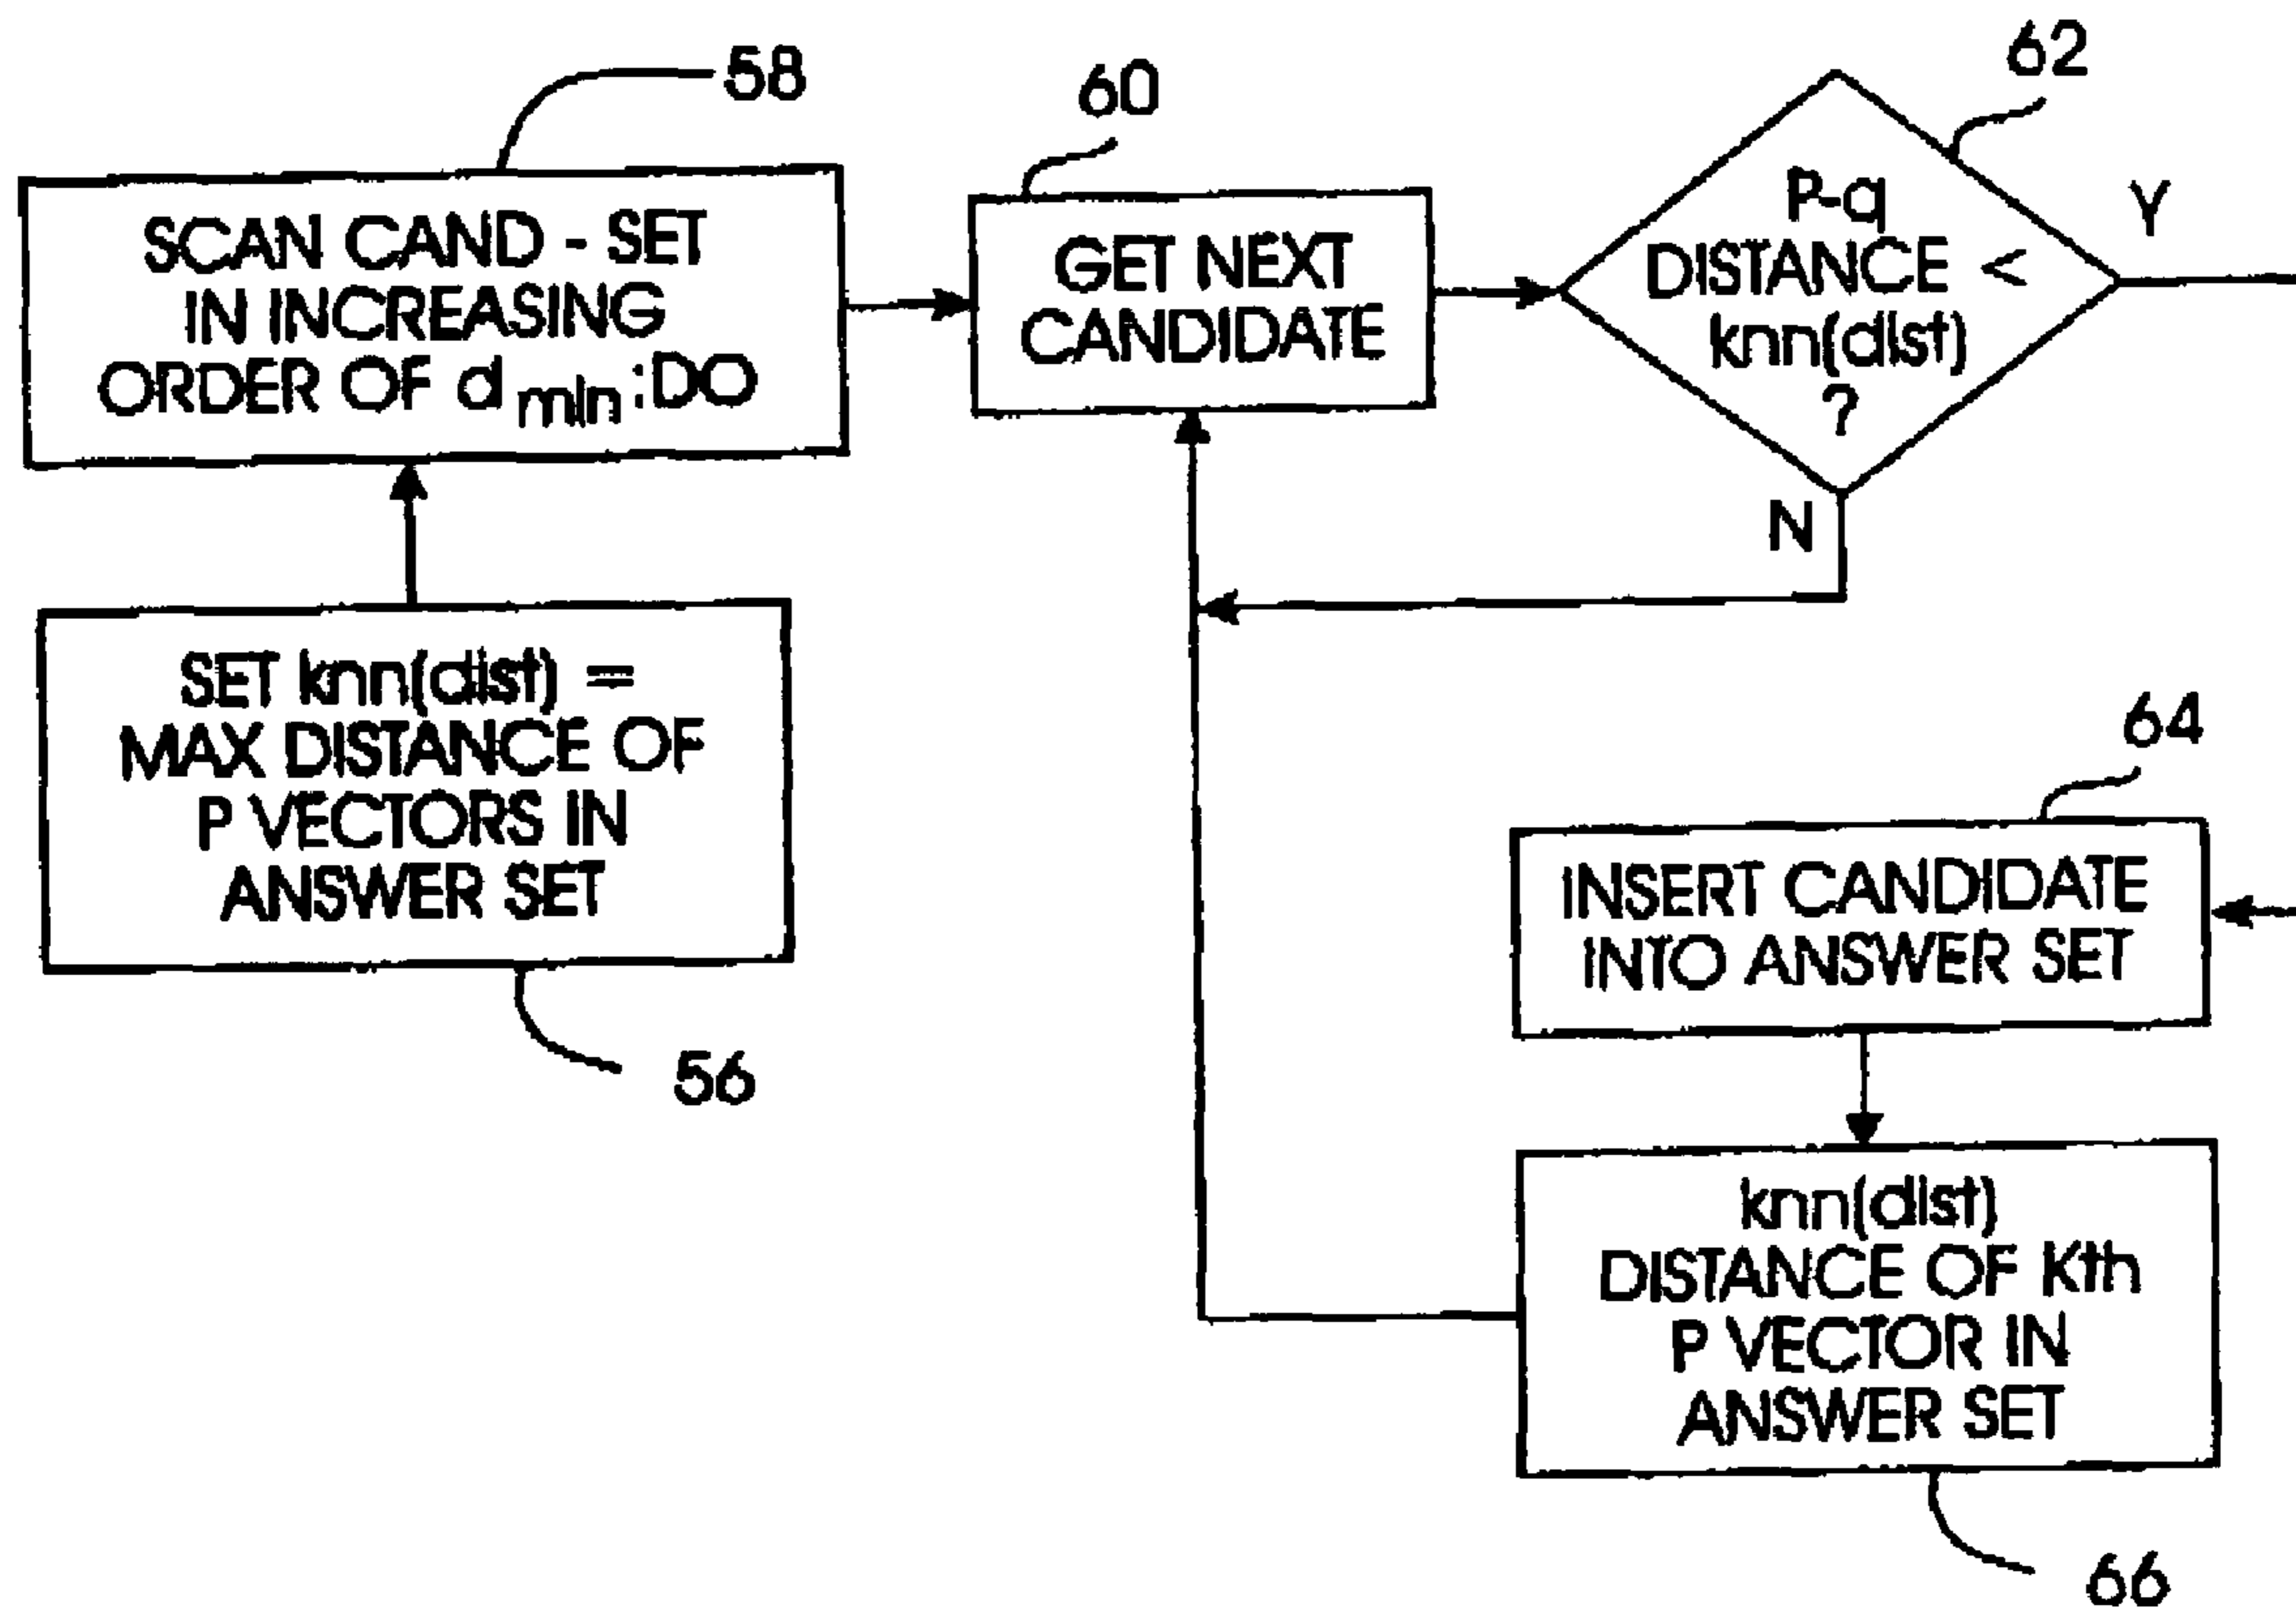 58
SCAN CAND - SET
IN INCREASING
ORDER OF d min :DO
60
GET NEXT
CANDIDATE
62
P-q
DISTANCE <
knn(dist)
?
Y
N
SET knn(dist) =
MAX DISTANCE OF
P VECTORS IN
ANSWER SET
56
64
INSERT CANDIDATE
INTO ANSWER SET
knn(dist)
DISTANCE OF Kth
P VECTOR IN
ANSWER SET
66